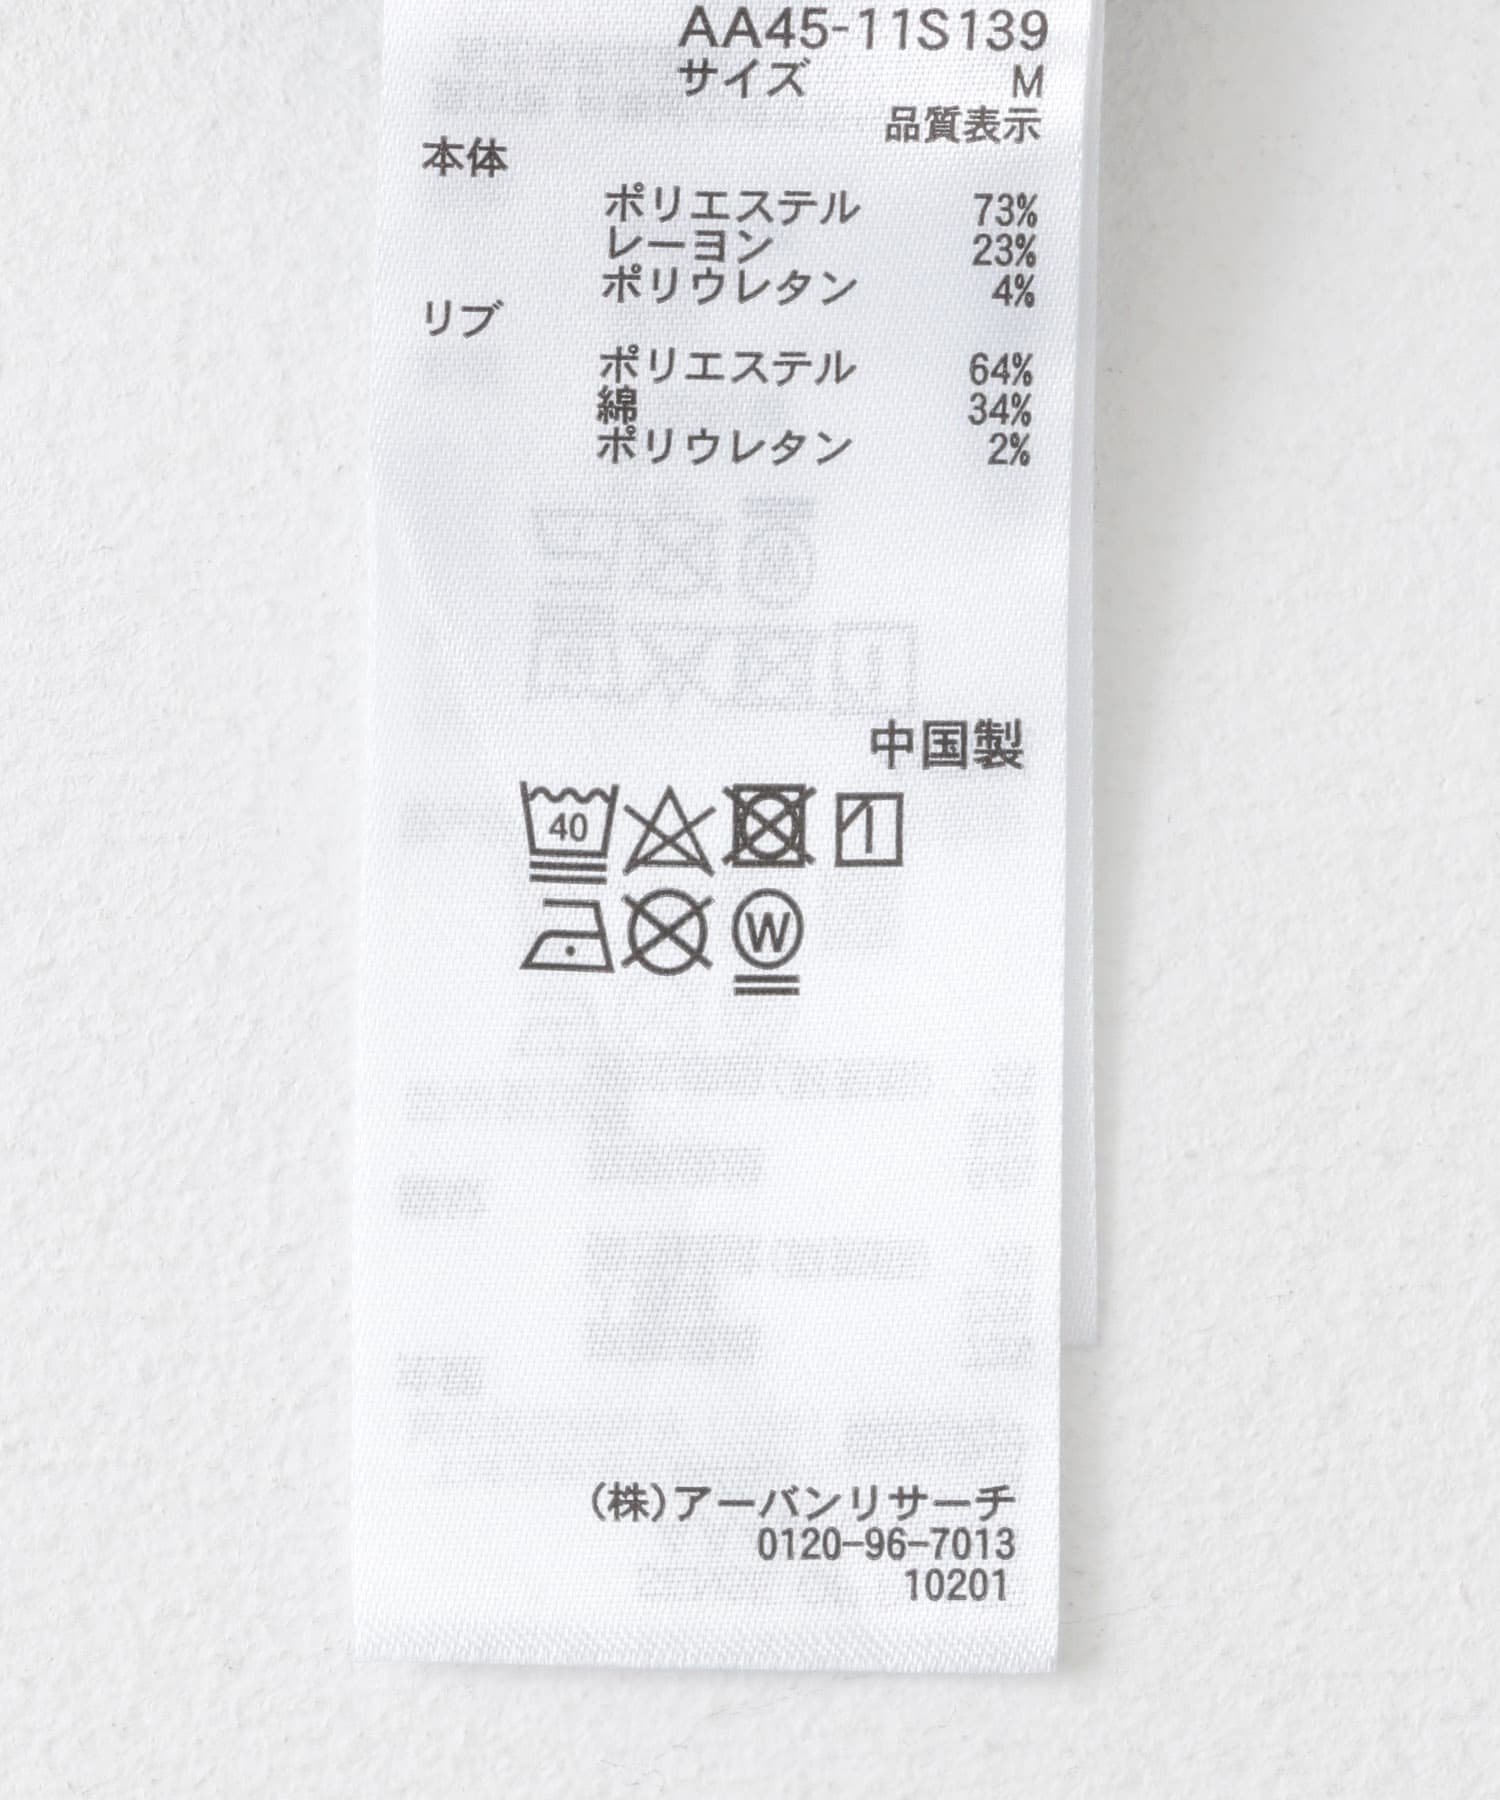 AA45-11S139
サイズ M
品質表示
本体
ポリエステル 73%
レーヨン 23%
ポリウレタン 4%
リブ
ポリエステル 64%
綿 34%
ポリウレタン 2%
中国製
40
W
(株)アーバンリサーチ
0120-96-7013
10201